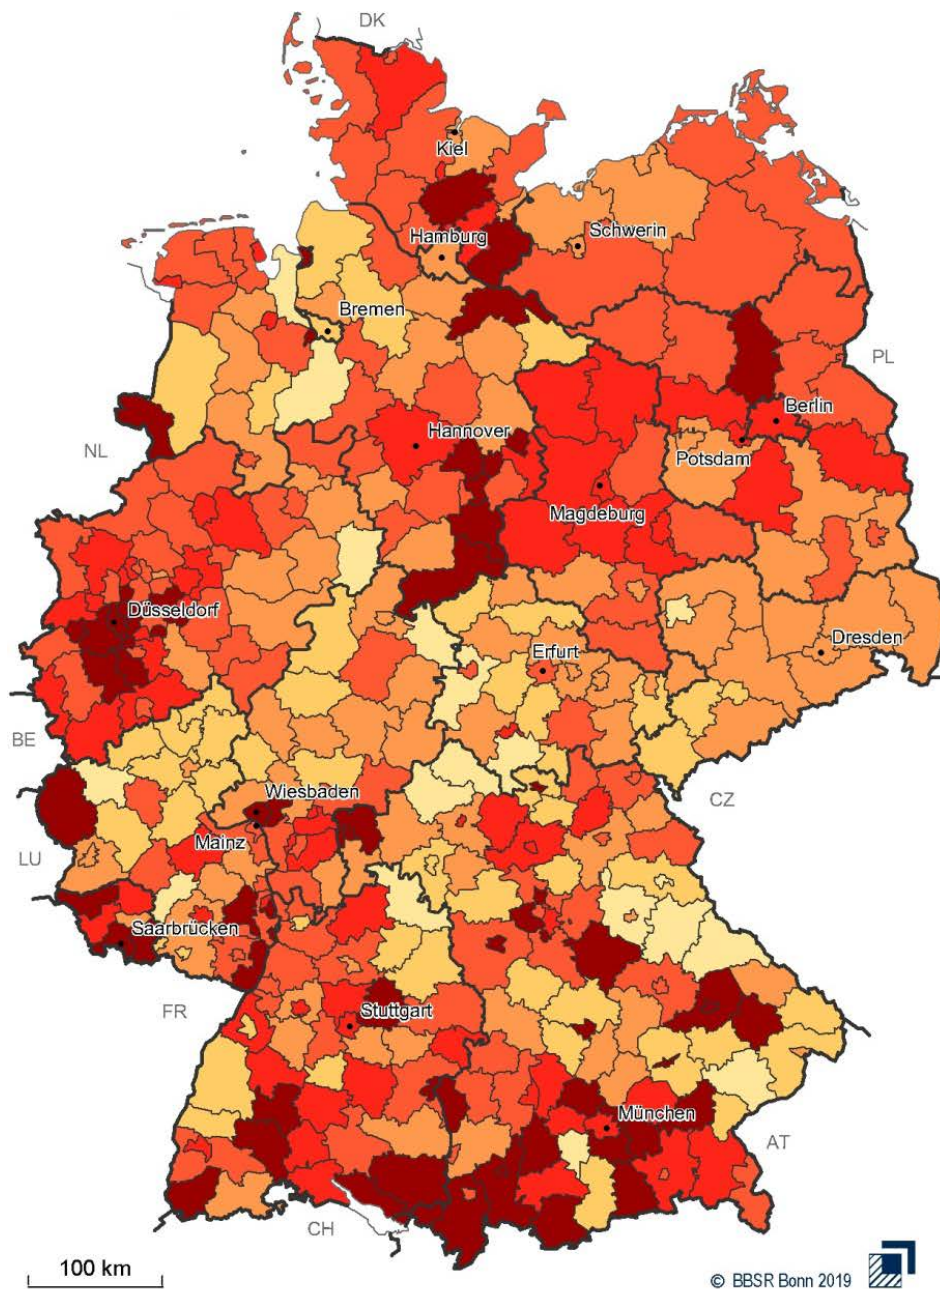 DK
Kiel
Schwerin
Hamburg
Bremen
PL
Berlin
Hannover
NL
Potsdam
Magdeburg
Düsseldorf
Dresden
Erfurt
BE
Wiesbaden
CZ
Mainz
LU
Saarbrücken
FR
Stuttgart
München
AT
CH
100 km
© BBSR Bonn 2019